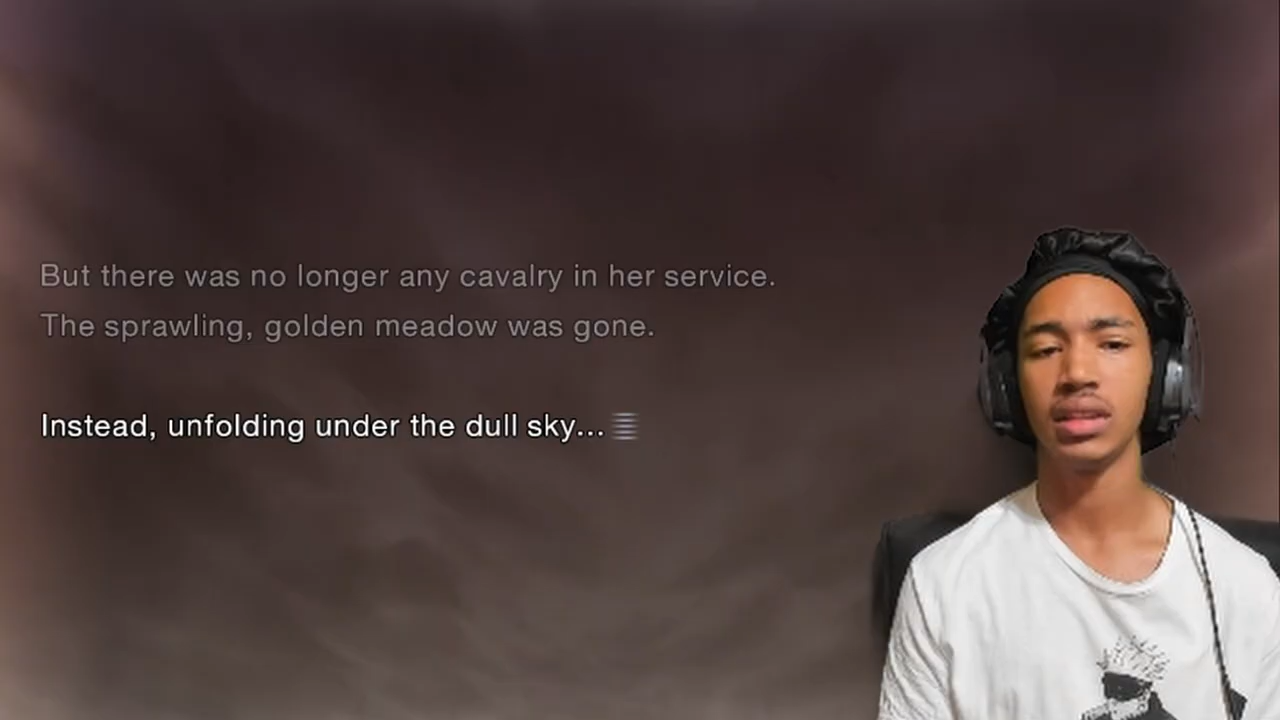 But there was no longer any cavalry in her service.
The sprawling, golden meadow was gone.
Instead, unfolding under the dull sky...